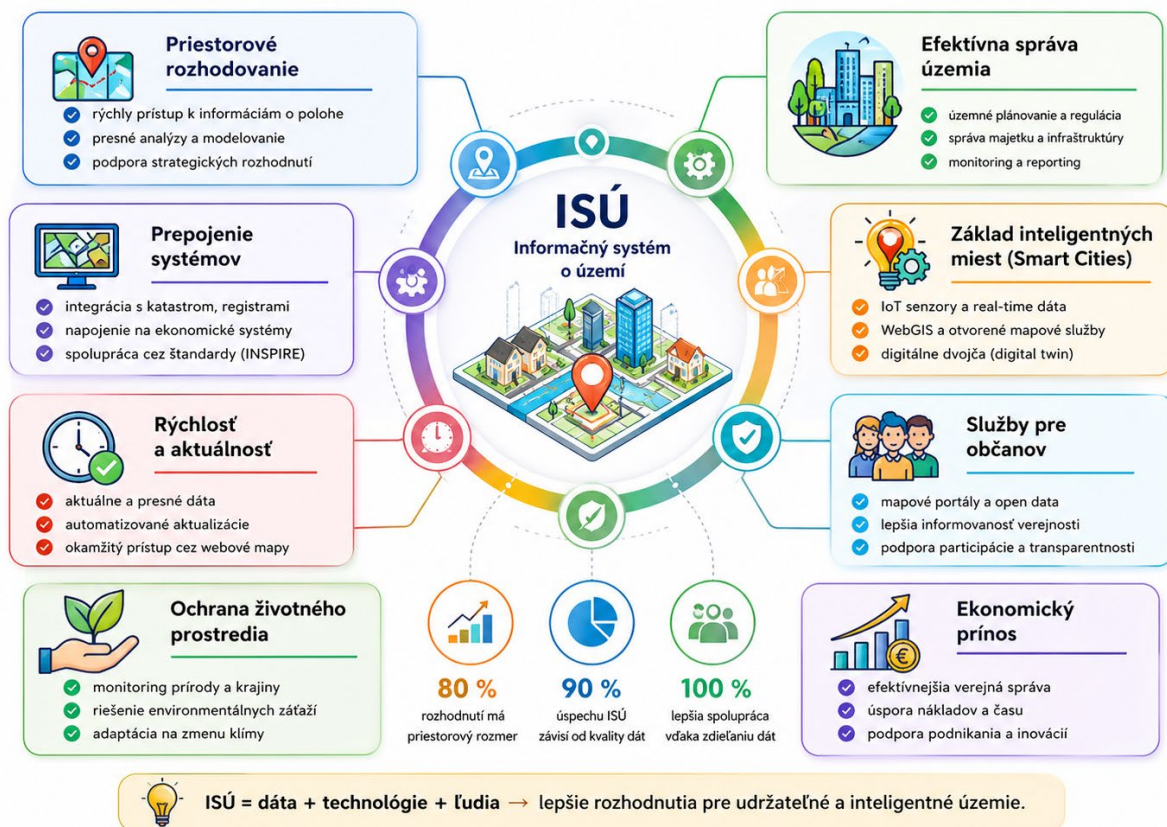 Priestorové
rozhodovanie
rýchly prístup k informáciám o polohe
presné analýzy a modelovanie
podpora strategických rozhodnutí
Efektívna správa
územia
územné plánovanie a regulácia
správa majetku a infraštruktúry
monitoring a reporting
ISÚ
Informačný systém
o území
Prepojenie
systémov
integrácia s katastrom, registrami
napojenie na ekonomické systémy
spolupráca cez štandardy (INSPIRE)
Základ inteligentných
miest (Smart Cities)
IoT senzory a real-time dáta
WebGIS a otvorené mapové služby
digitálne dvojča (digital twin)
Rýchlosť
a aktuálnosť
aktuálne a presné dáta
automatizované aktualizácie
okamžitý prístup cez webové mapy
Služby pre
občanov
mapové portály a open data
lepšia informovanosť verejnosti
podpora participácie a transparentnosti
Ochrana životného
prostredia
monitoring prírody a krajiny
riešenie environmentálnych záťaží
adaptácia na zmenu klímy
80 %
rozhodnutí má
priestorový rozmer
90 %
úspechu ISÚ
závisí od kvality dát
100 %
lepšia spolupráca
vďaka zdieľaniu dát
Ekonomický
prínos
€
efektívnejšia verejná správa
úspora nákladov a času
podpora podnikania a inovácií
ISÚ = dáta + technológie + ľudia → lepšie rozhodnutia pre udržateľné a inteligentné územie.